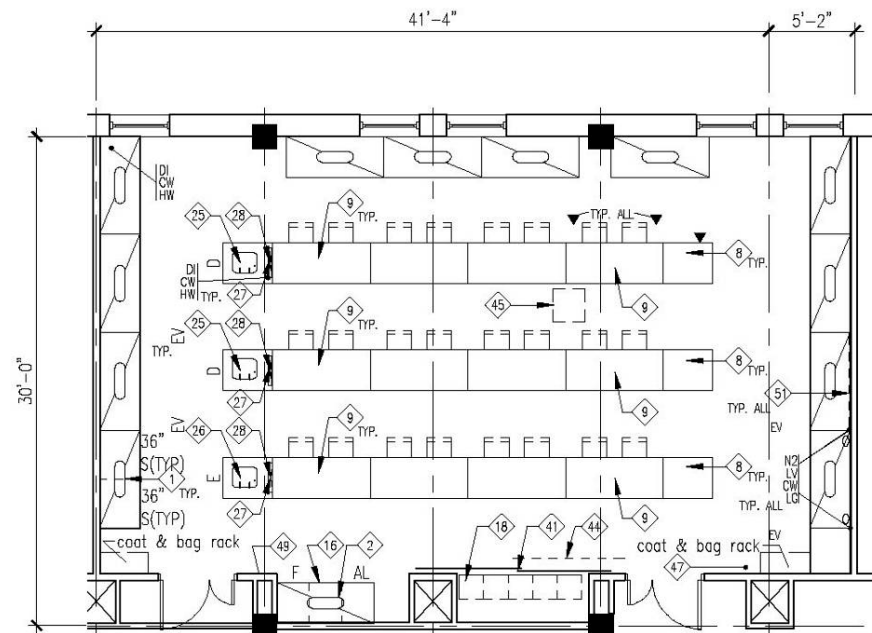 41'-4"
5'-2"
30'-0"
DI
CW
HW
25
28
9
TYP.
TYP. ALL
8
TYP.
D
DI
CW
HW
TYP.
27
45
9
EV
TYP.
25
28
9
TYP.
8
TYP.
D
27
9
51
TYP. ALL
EV
EV
26
28
9
TYP.
8
TYP.
E
27
9
36"
S(TYP)
1
TYP.
36"
S(TYP)
N2
LV
CW
LG
TYP. ALL
EV
coat & bag rack
49
16
2
F
AL
18
41
44
coat & bag rack
47